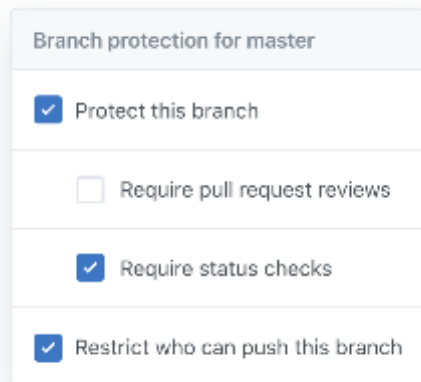 Branch protection for master
Protect this branch
Require pull request reviews
Require status checks
Restrict who can push this branch